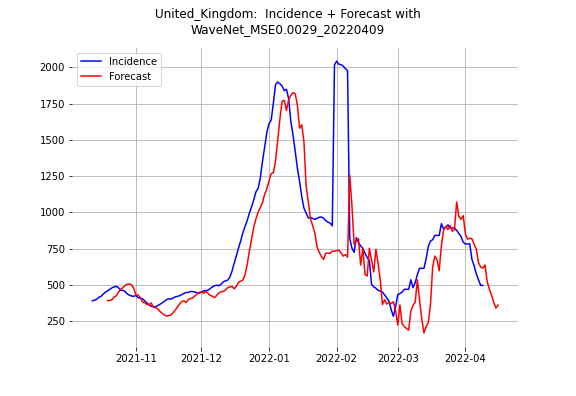 United_Kingdom:  Incidence + Forecast with
WaveNet_MSE0.0029_20220409
Incidence
Forecast
2000
1750
1500
1250
1000
750
500
250
2021-11 2021-12 2022-01 2022-02 2022-03 2022-04